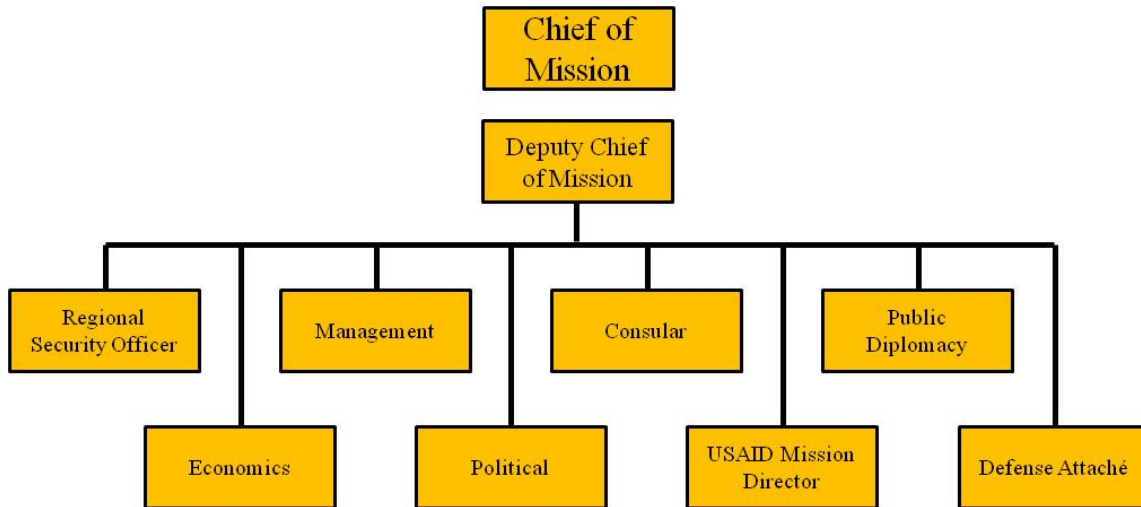 Chief of
Mission
Deputy Chief
of Mission
Regional
Security Officer
Management
Consular
Public
Diplomacy
Economics
Political
USAID Mission
Director
Defense Attaché